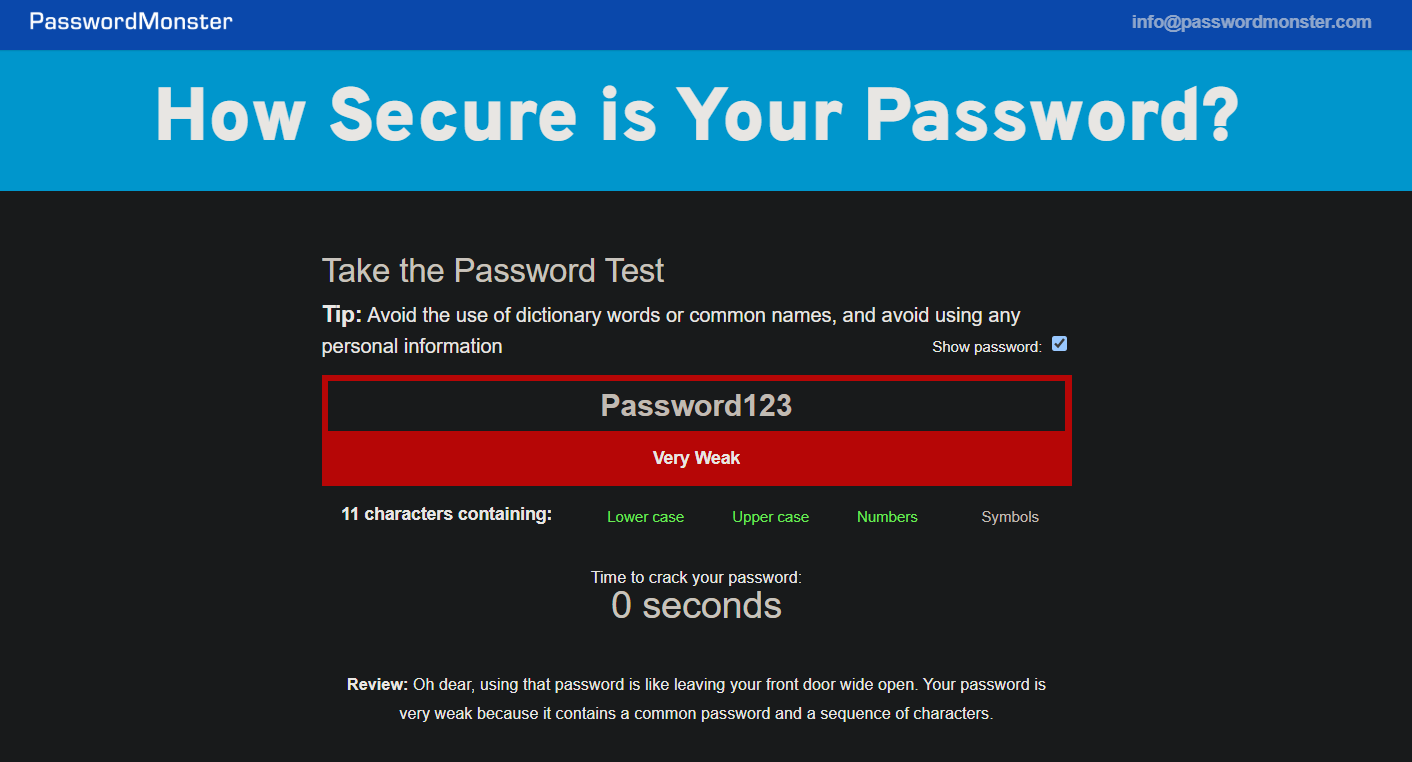 PasswordMonster
info@passwordmonster.com
How Secure is Your Password?
Take the Password Test
Tip: Avoid the use of dictionary words or common names, and avoid using any
personal information
Show password:
Password123
Very Weak
11 characters containing:
Lower case
Upper case
Numbers
Symbols
Time to crack your password:
0 seconds
Review: Oh dear, using that password is like leaving your front door wide open. Your password is
very weak because it contains a common password and a sequence of characters.